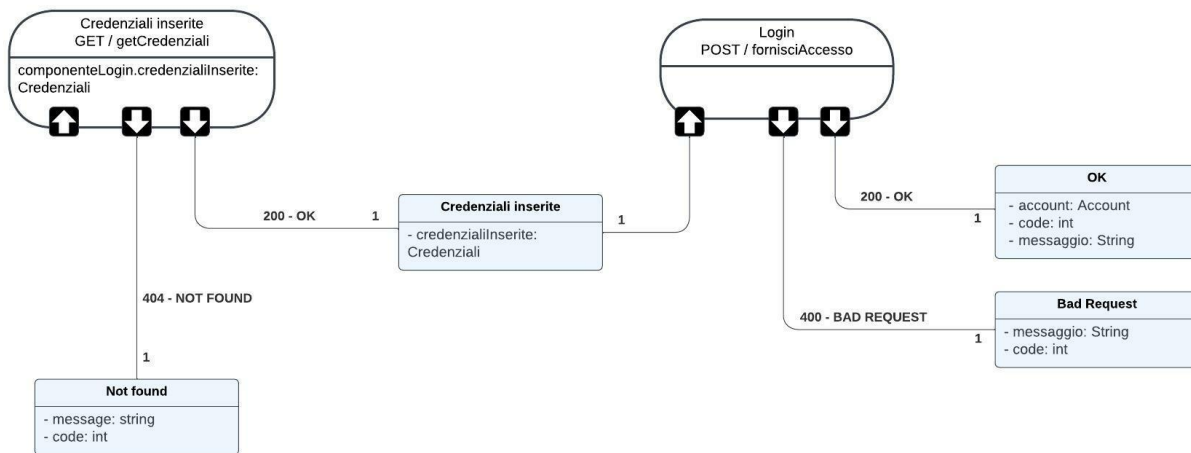 Credenziali inserite
GET / getCredenziali
componenteLogin.credenzialiInserite:
Credenziali
Login
POST / fornisciAccesso
200 - OK
1
Credenziali inserite
- credenzialiInserite:
Credenziali
1
200 - OK
1
OK
- account: Account
- code: int
- messaggio: String
404 - NOT FOUND
1
Not found
- message: string
- code: int
400 - BAD REQUEST
1
Bad Request
- messaggio: String
- code: int